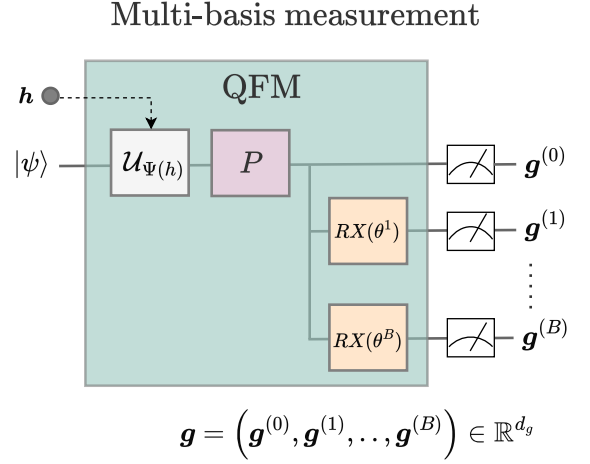 Multi-basis measurement
QFM
h
|ψ⟩
𝒰_Ψ(h)
P
g^(0)
RX(θ^1)
g^(1)
RX(θ^B)
g^(B)
g = (g^(0), g^(1), . . , g^(B)) ∈ ℝ^{d_g}